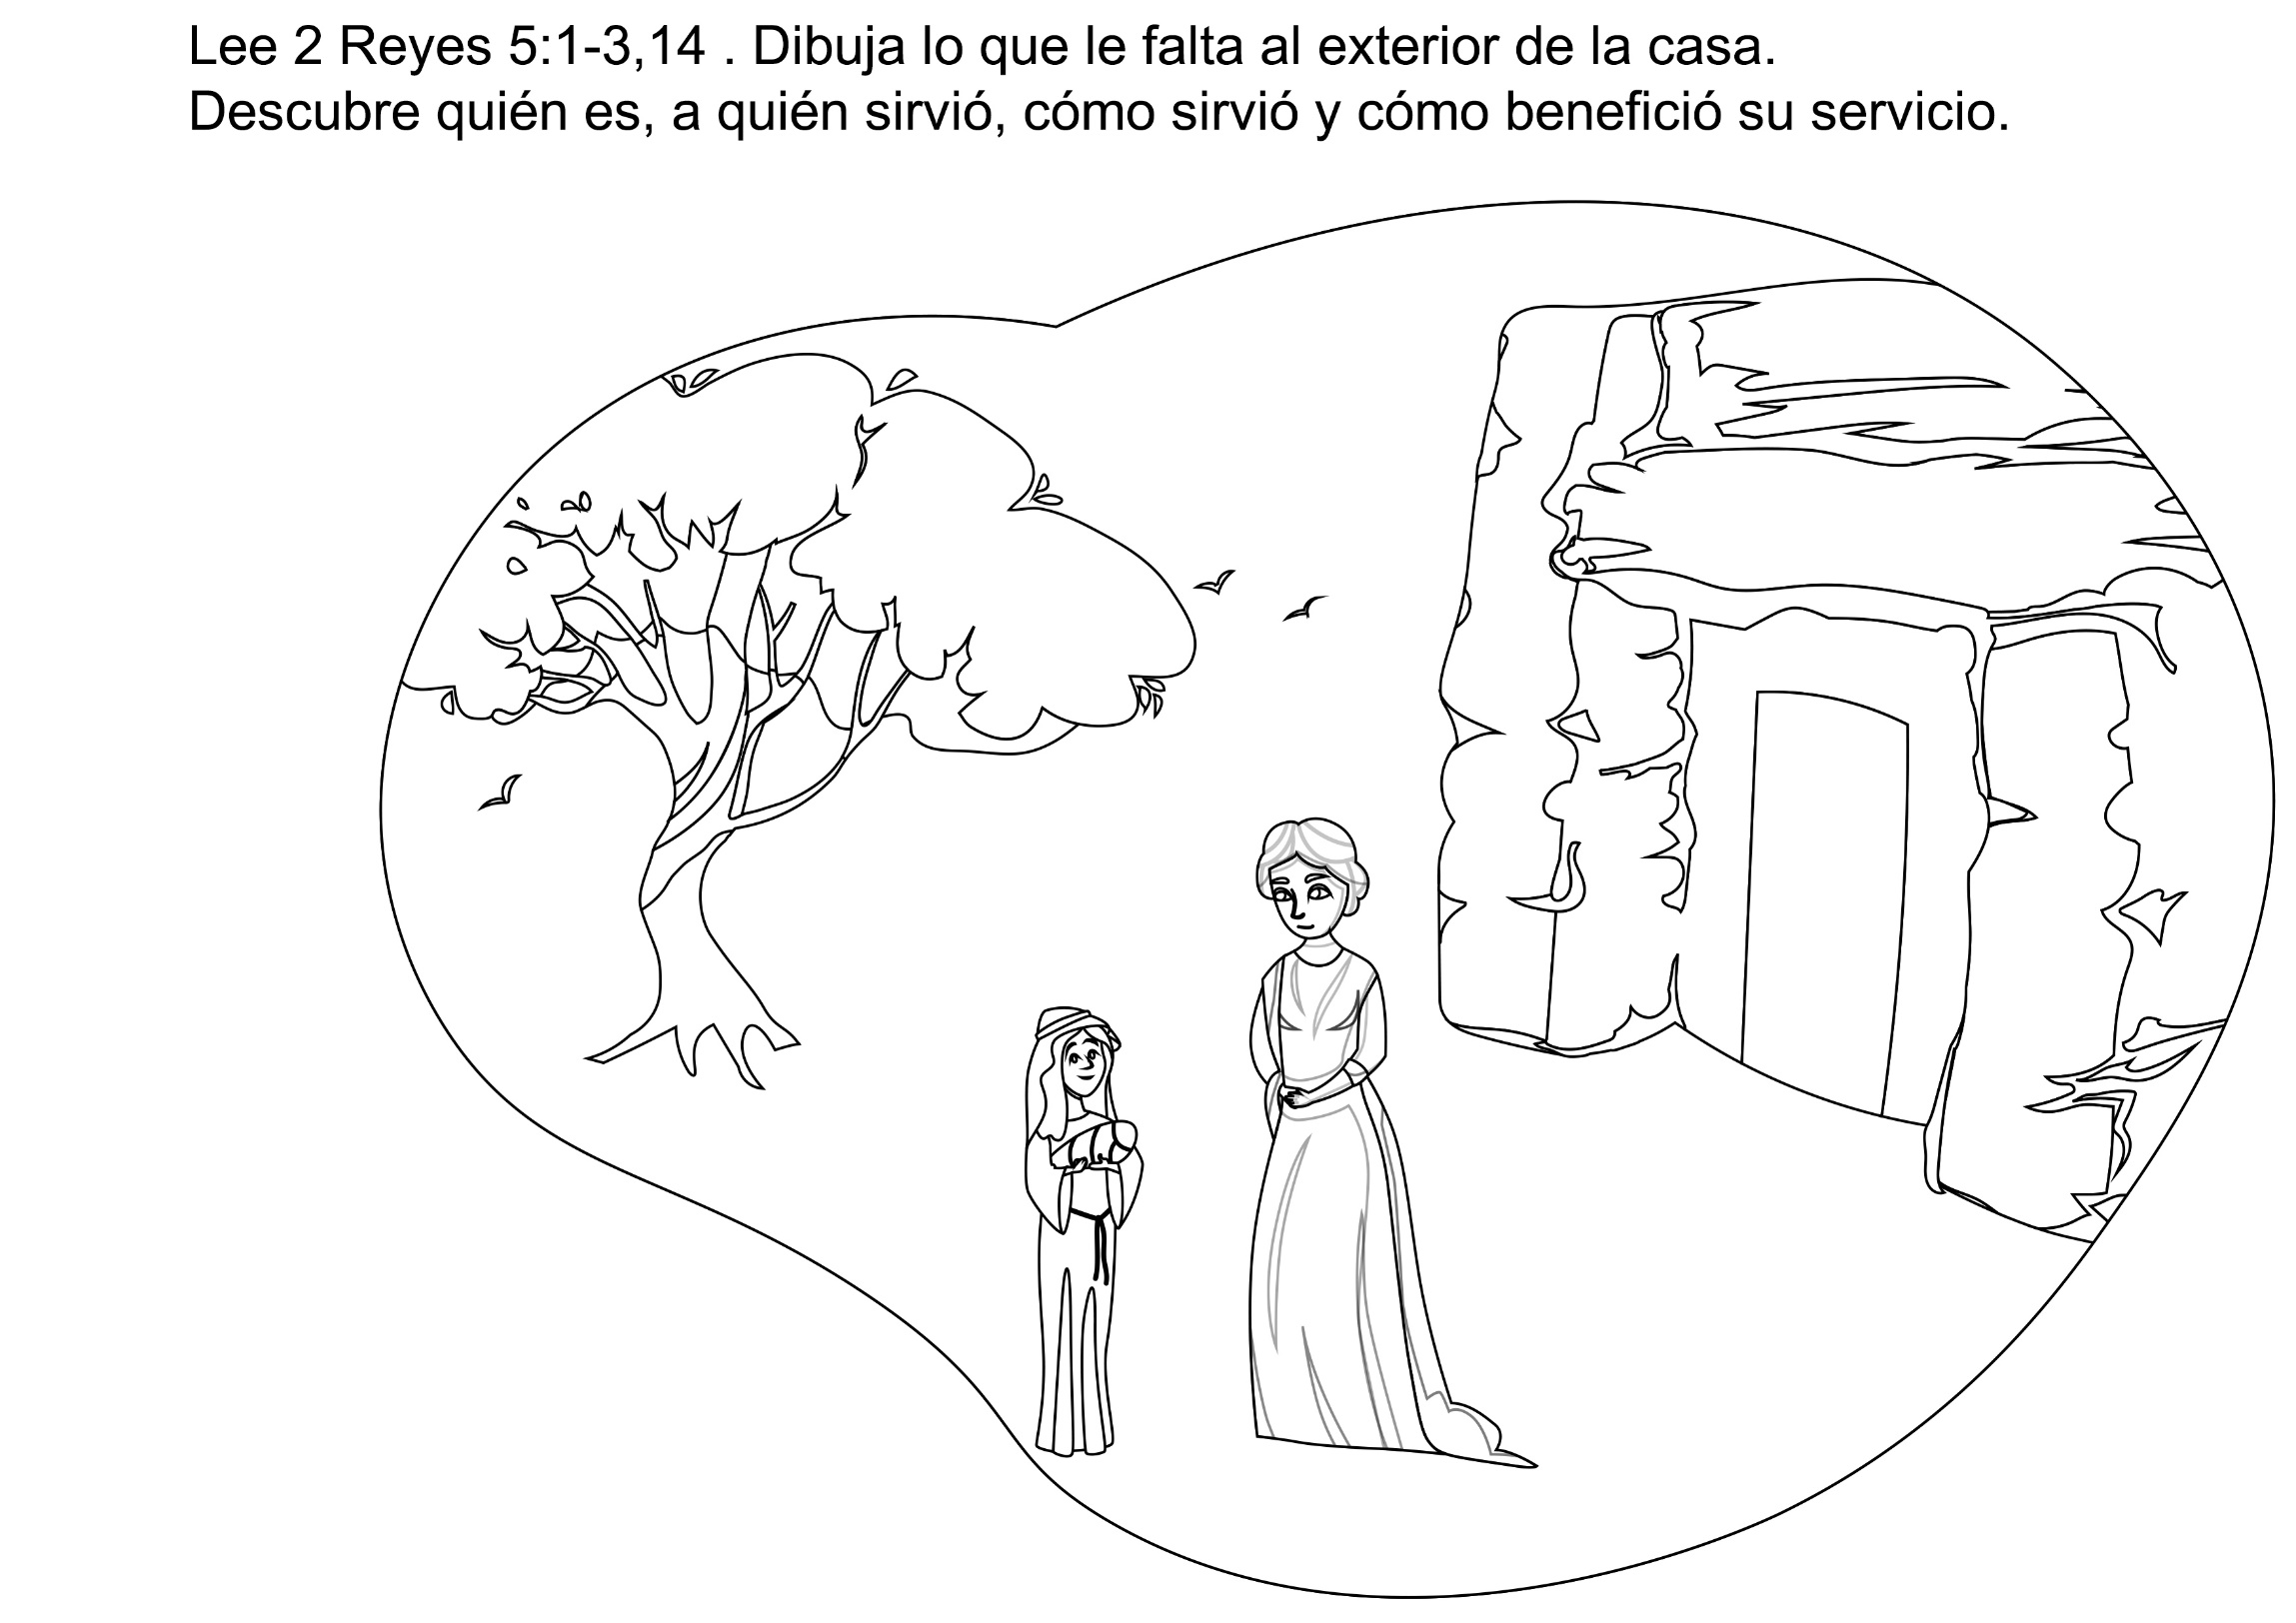 Lee 2 Reyes 5:1-3,14 . Dibuja lo que le falta al exterior de la casa.
Descubre quién es, a quién sirvió, cómo sirvió y cómo benefició su servicio.